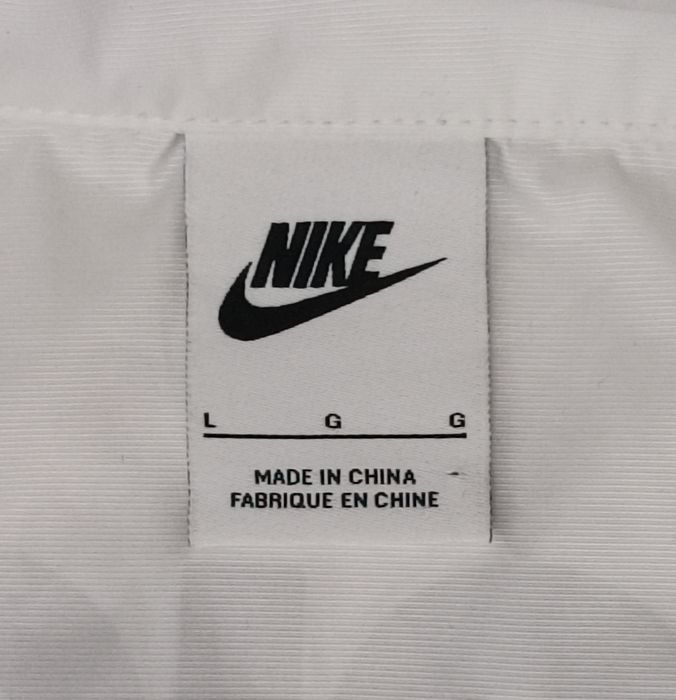 NIKE
L G G
MADE IN CHINA
FABRIQUE EN CHINE